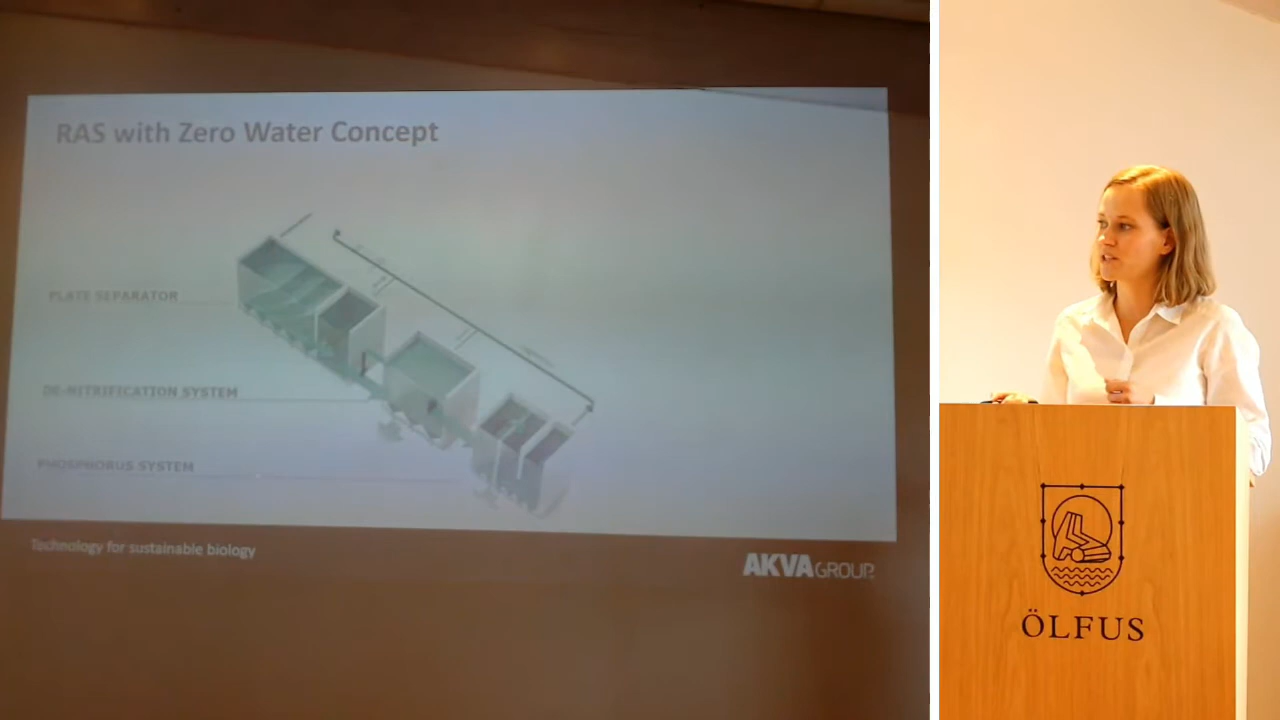 RAS with Zero Water Concept
PLATE SEPARATOR
DE-NITRIFICATION SYSTEM
PHOSPHORUS SYSTEM
Technology for sustainable biology
AKVA GROUP
ÖLFUS